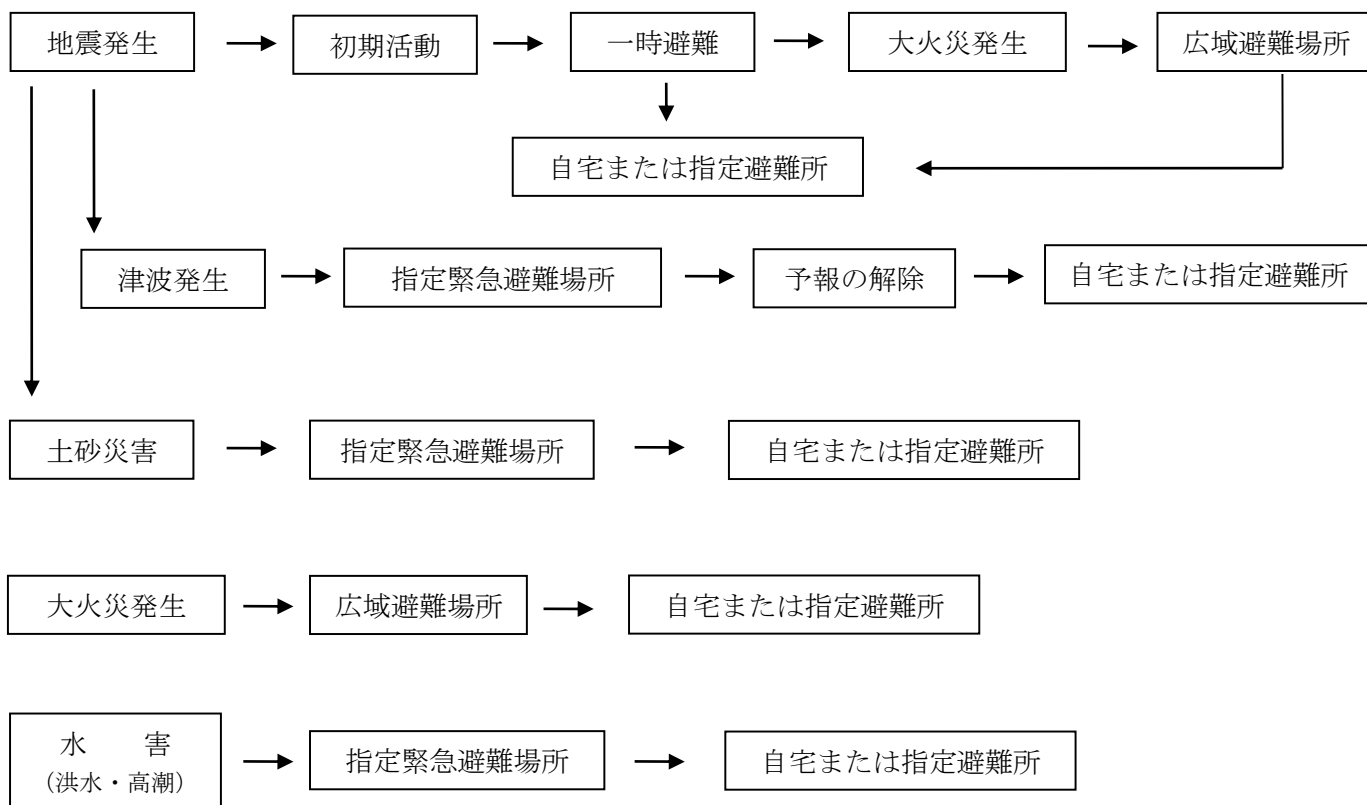 地震発生
初期活動
一時避難
大火災発生
広域避難場所
自宅または指定避難所
津波発生
指定緊急避難場所
予報の解除
自宅または指定避難所
土砂災害
指定緊急避難場所
自宅または指定避難所
大火災発生
広域避難場所
自宅または指定避難所
水　害
(洪水・高潮)
指定緊急避難場所
自宅または指定避難所